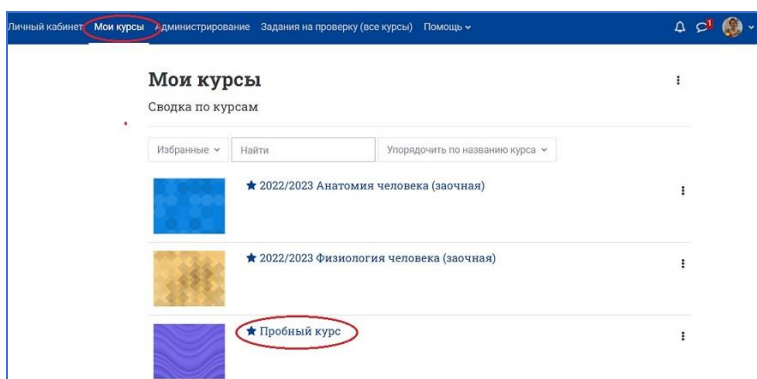 Личный кабинет Мои курсы Администрирование Задания на проверку (все курсы) Помощь
1
Мои курсы
Сводка по курсам
Избранные Найти Упорядочить по названию курса
2022/2023 Анатомия человека (заочная)
2022/2023 Физиология человека (заочная)
Пробный курс